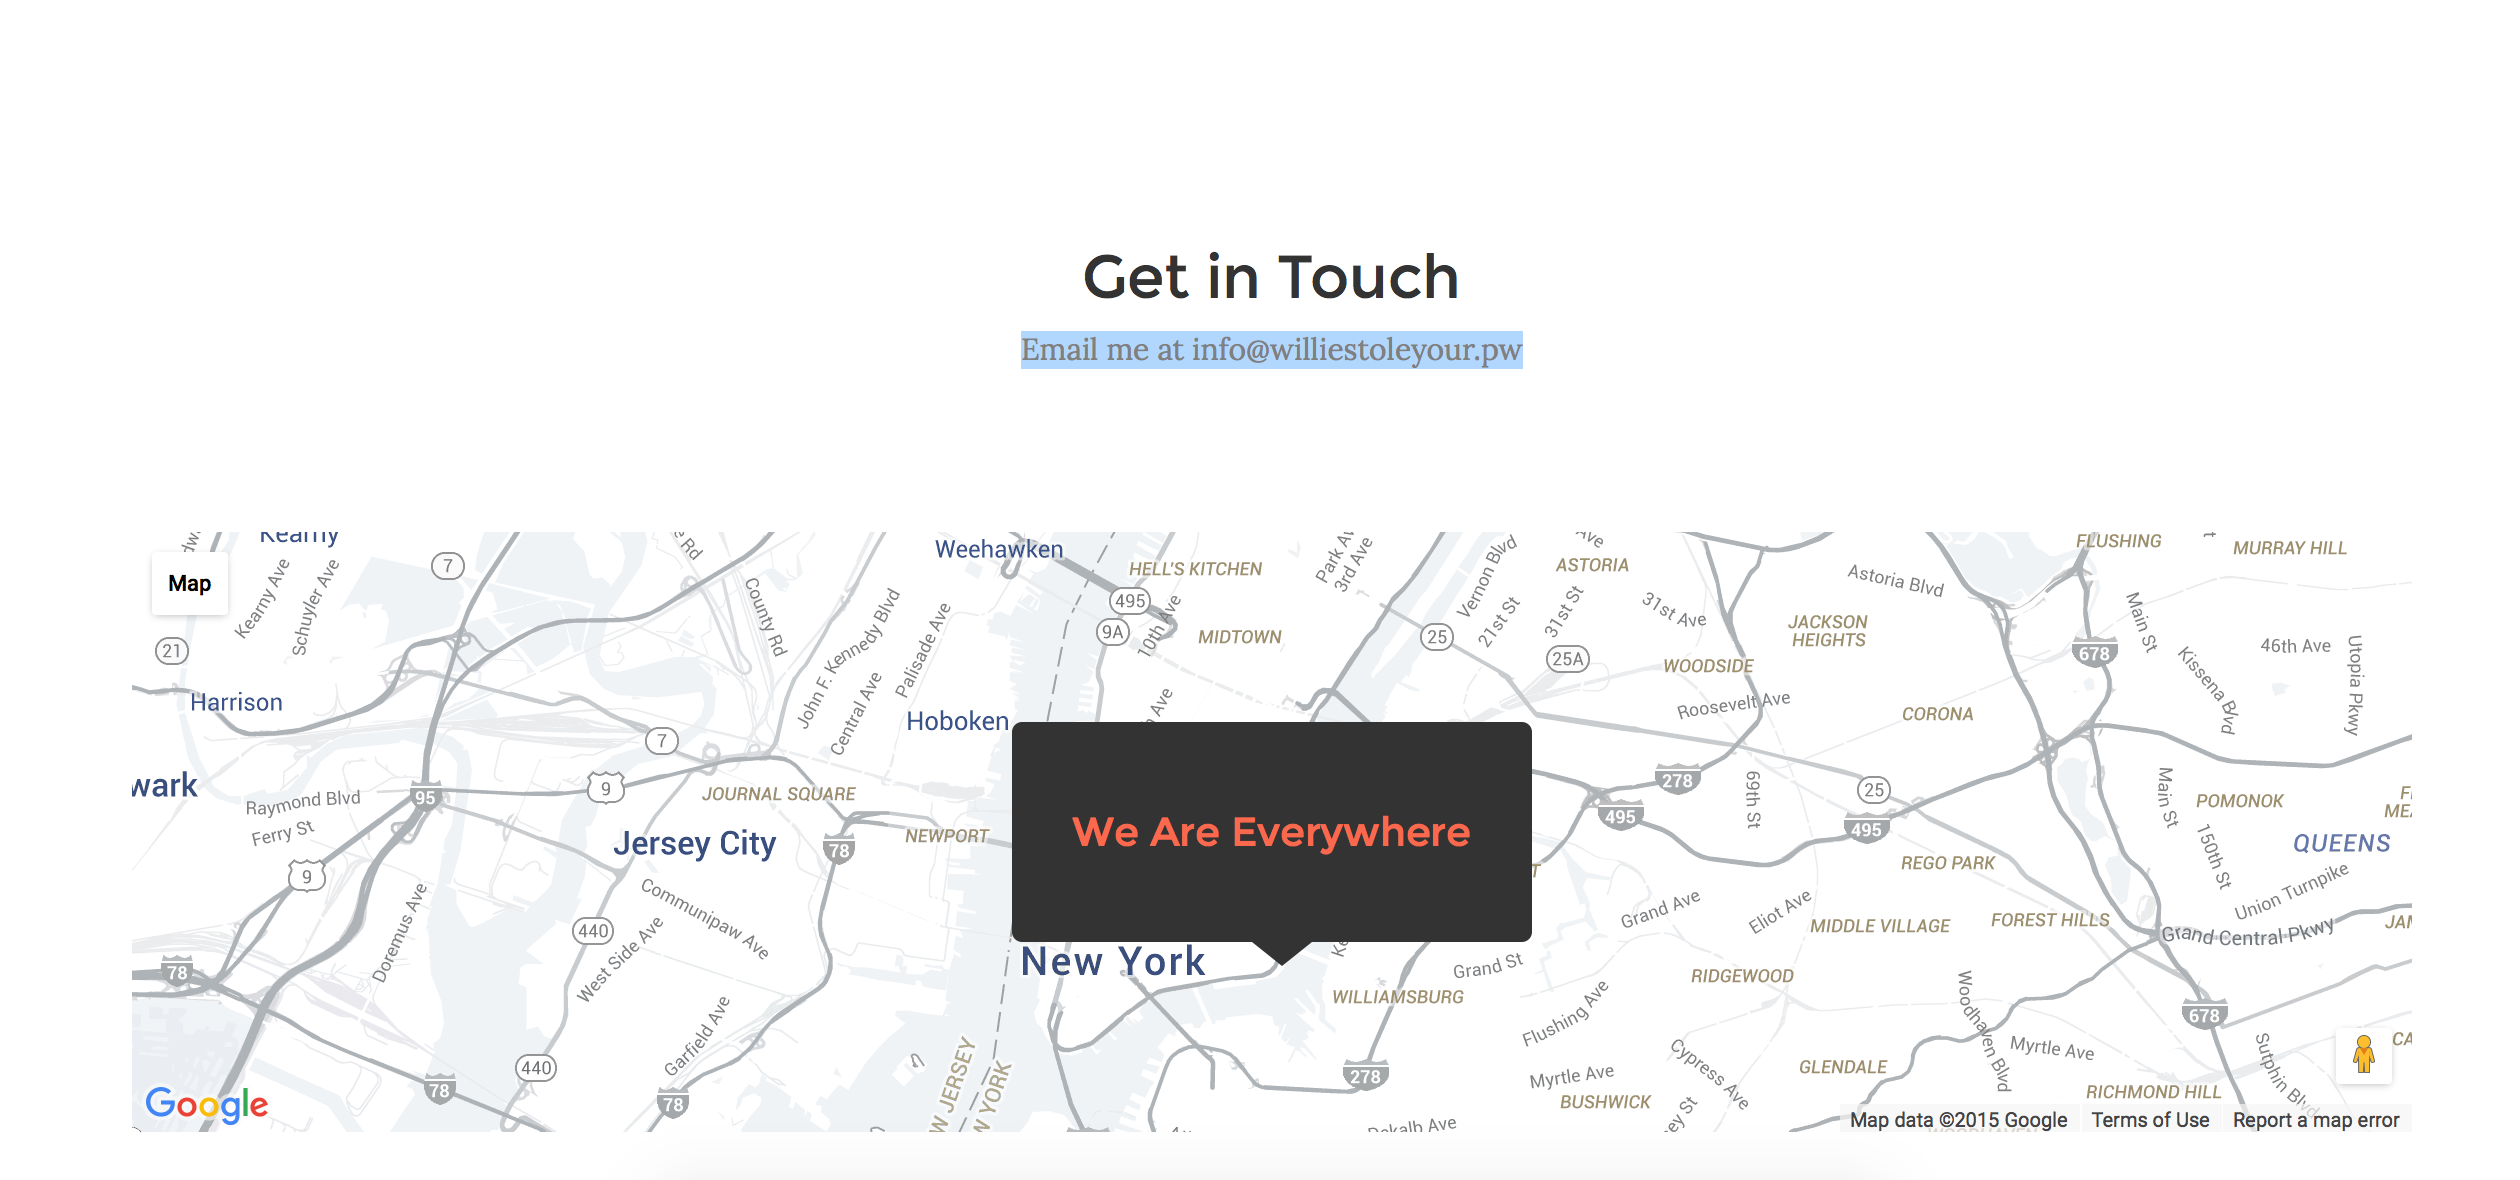 Get in Touch
Email me at info@williestoleyour.pw
Kearny
Weehawken
HELL'S KITCHEN
Park Av
3rd Ave
Vernon Blvd
Ave
ASTORIA
FLUSHING
MURRAY HILL
Map
Kearny Ave
Schuyler Ave
7
e Rd
County Rd
John F. Kennedy Blvd
Palisade Ave
495
9A
10th Ave
MIDTOWN
25
21st St
31st St
25A
31st Ave
Astoria Blvd
JACKSON
HEIGHTS
Main St
678
46th Ave
Utopia Pkwy
Kissena Blvd
21
Harrison
Central Ave
WOODSIDE
Roosevelt Ave
CORONA
Hoboken
7
9
95
wark
Raymond Blvd
Ferry St
JOURNAL SQUARE
NEWPORT
Jersey City
78
We Are Everywhere
278
495
69th St
25
495
Main St
POMONOK
150th St
QUEENS
REGO PARK
Union Turnpike
9
Doremus Ave
Communipaw Ave
440
West Side Ave
Grand Ave
Eliot Ave
MIDDLE VILLAGE
FOREST HILLS
Grand Central Pkwy
JAM
78
New York
Grand St
WILLIAMSBURG
RIDGEWOOD
Woodhaven Blvd
Flushing Ave
678
Garfield Ave
440
78
78
W JERSEY
YORK
278
Myrtle Ave
BUSHWICK
Cypress Ave
GLENDALE
Myrtle Ave
RICHMOND HILL
Sutphin Blvd
CA
Google
Dekalb Ave
ey St
Map data ©2015 Google
Terms of Use
Report a map error